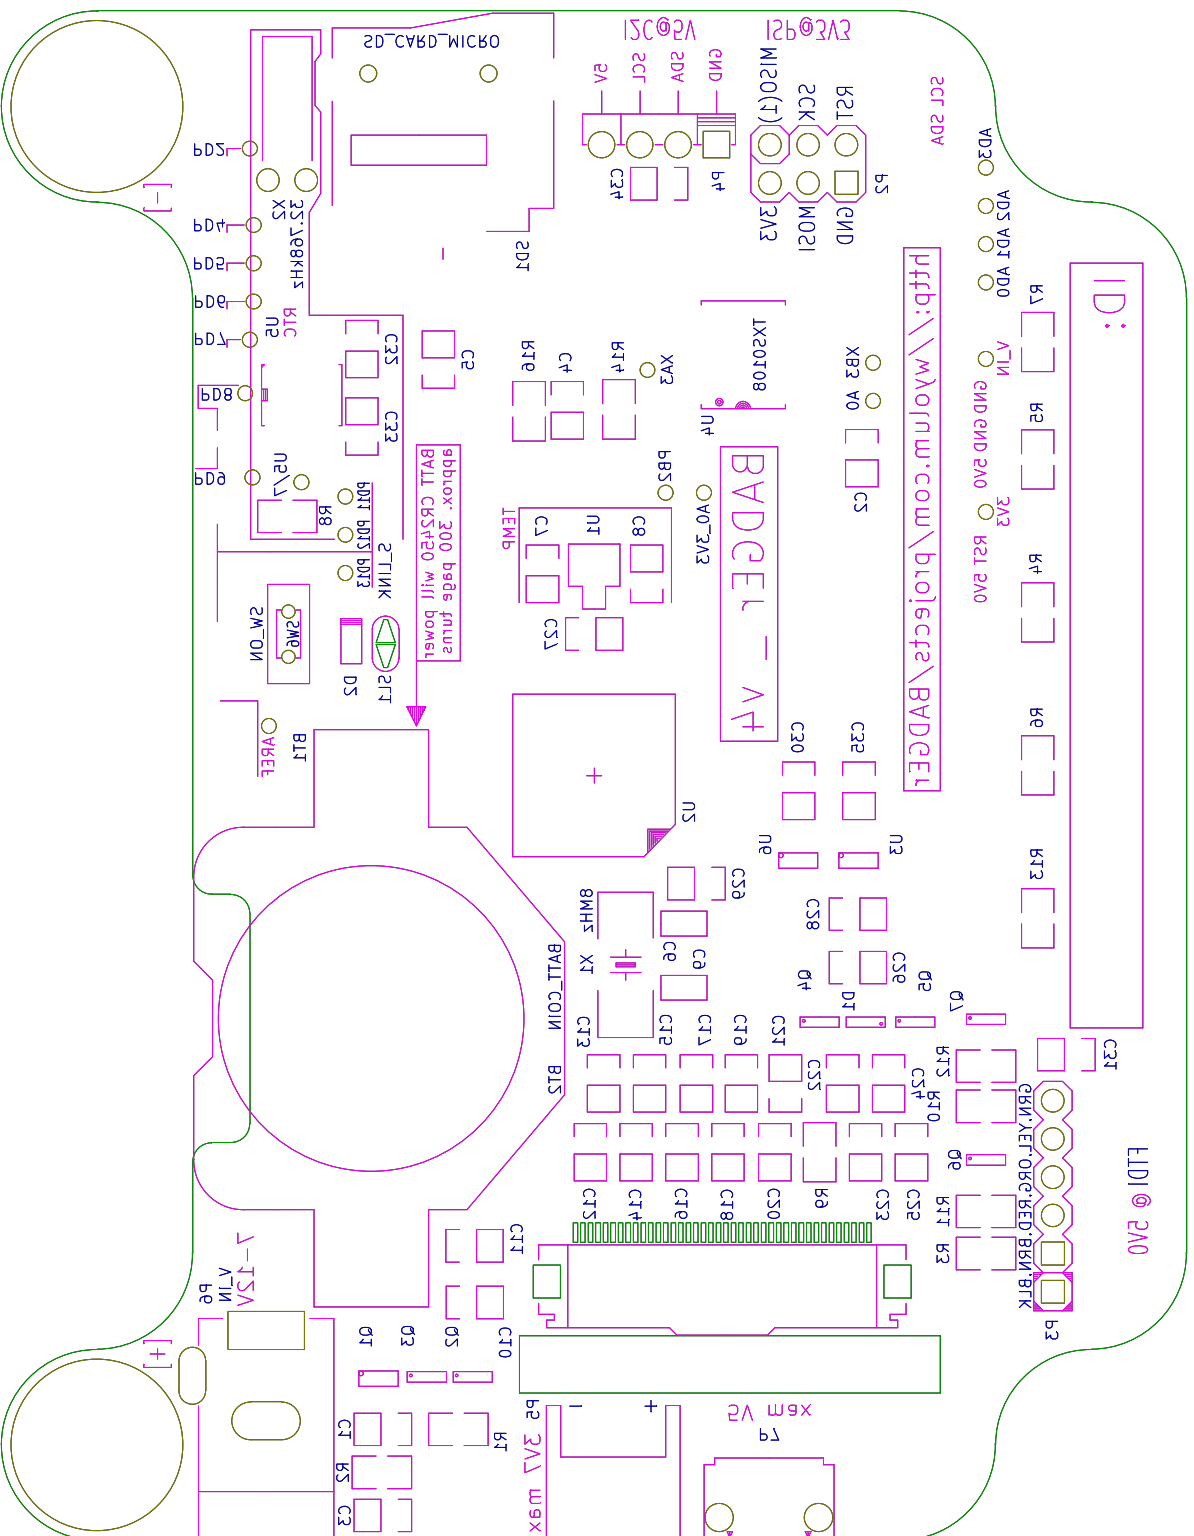 SD_CARD_MICRO
I2C@5V
ISP@3V3
5V
SCL
SDA
GND
MISO(1)
SCK
RST
SCL SDA
AD3
PD2
[-]
C34
P4
P2
X2
32.768kHz
3V3
MOSI
GND
AD2 AD1 AD0
PD4
PD5
PD6
PD7
SD1
U5
RTC
C32
C5
R16
C4
R14
XA3
TXS0108
U4
XB3 A0
http://wyolum.com/projects/BADGEr
ID:
R7
V_IN
GND GND 5V0
R5
PD8
C33
PD9
U5/7
R8
PD11 PD12 PD13
S_LINK
approx. 300 page turns
BATT CR2450 will power
TEMP
C7
U1
C8
PB2
A0_3V3
BADGEr - v4
C2
3V3
RST 5V0
R4
SW_ON
SW6
D2
SL1
C27
AREF
BT1
U2
C30
C35
R6
U6
U3
R13
C29
8MHz
X1
C6
C9
C28
C26
BATT_COIN
BT2
Q4
D1
Q5
Q7
C13
C15
C17
C19
C21
C22
C24
R12
R10
C31
GRN.YEL.ORG.RED.BRN.BLK
FTDI@ 5V0
Q6
C12
C14
C16
C18
C20
R9
C23
C25
R11
R3
P3
C11
7-12V
V_IN
P6
[+]
Q1
Q3
Q2
C10
C1
R1
R2
C3
P5
3V7 max
- +
5V max
P7